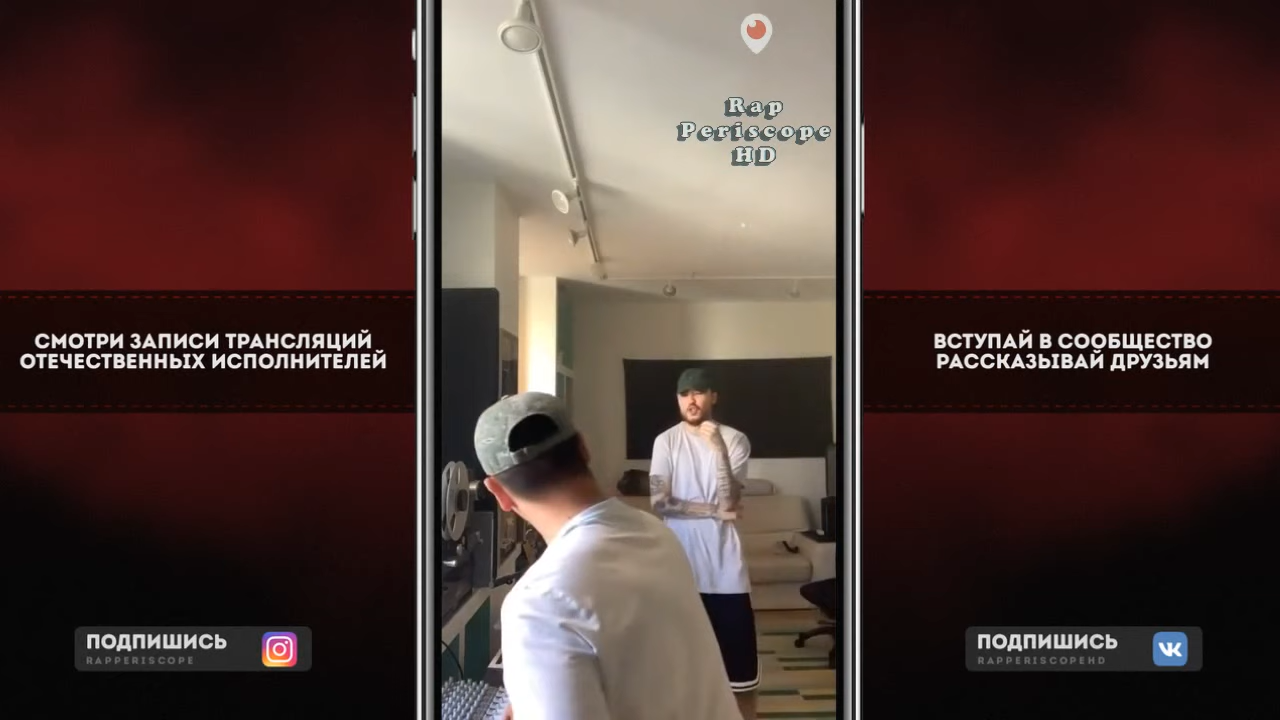 Rap
Periscope
HD
СМОТРИ ЗАПИСИ ТРАНСЛЯЦИЙ
ОТЕЧЕСТВЕННЫХ ИСПОЛНИТЕЛЕЙ
ВСТУПАЙ В СООБЩЕСТВО
РАССКАЗЫВАЙ ДРУЗЬЯМ
ПОДПИШИСЬ
RAPPERISCOPE
ПОДПИШИСЬ
RAPPERISCOPEHD